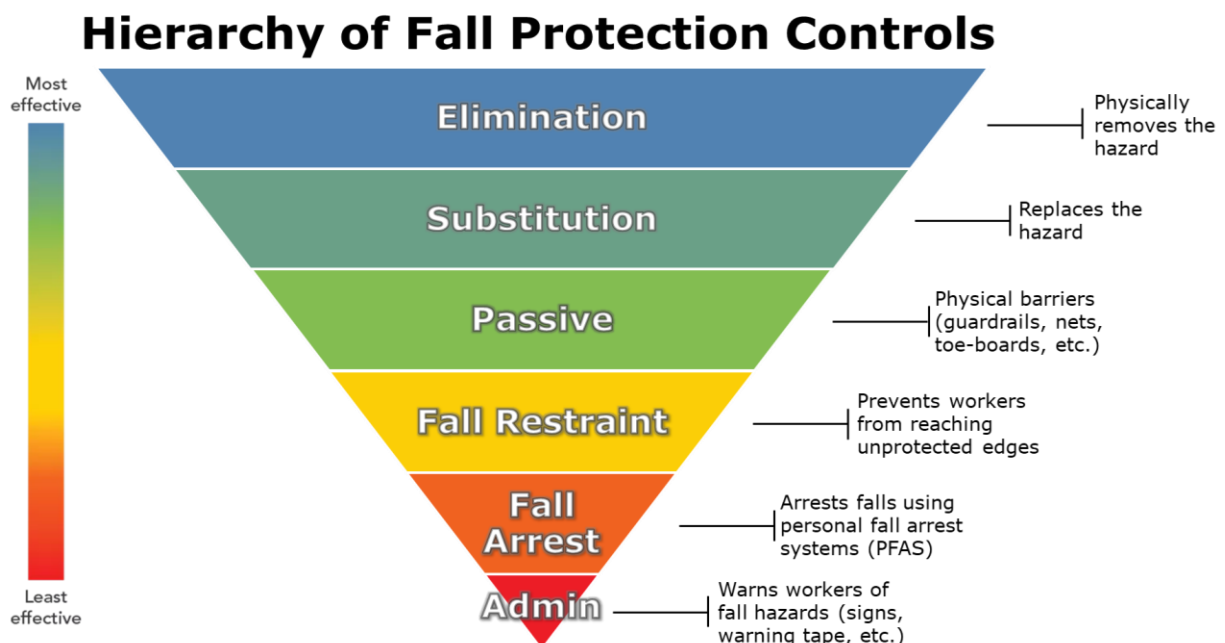 Hierarchy of Fall Protection Controls
Most
effective
Elimination
Physically
removes the
hazard
Substitution
Replaces the
hazard
Passive
Physical barriers
(guardrails, nets,
toe-boards, etc.)
Fall Restraint
Prevents workers
from reaching
unprotected edges
Fall
Arrest
Arrests falls using
personal fall arrest
systems (PFAS)
Least
effective
Admin
Warns workers of
fall hazards (signs,
warning tape, etc.)